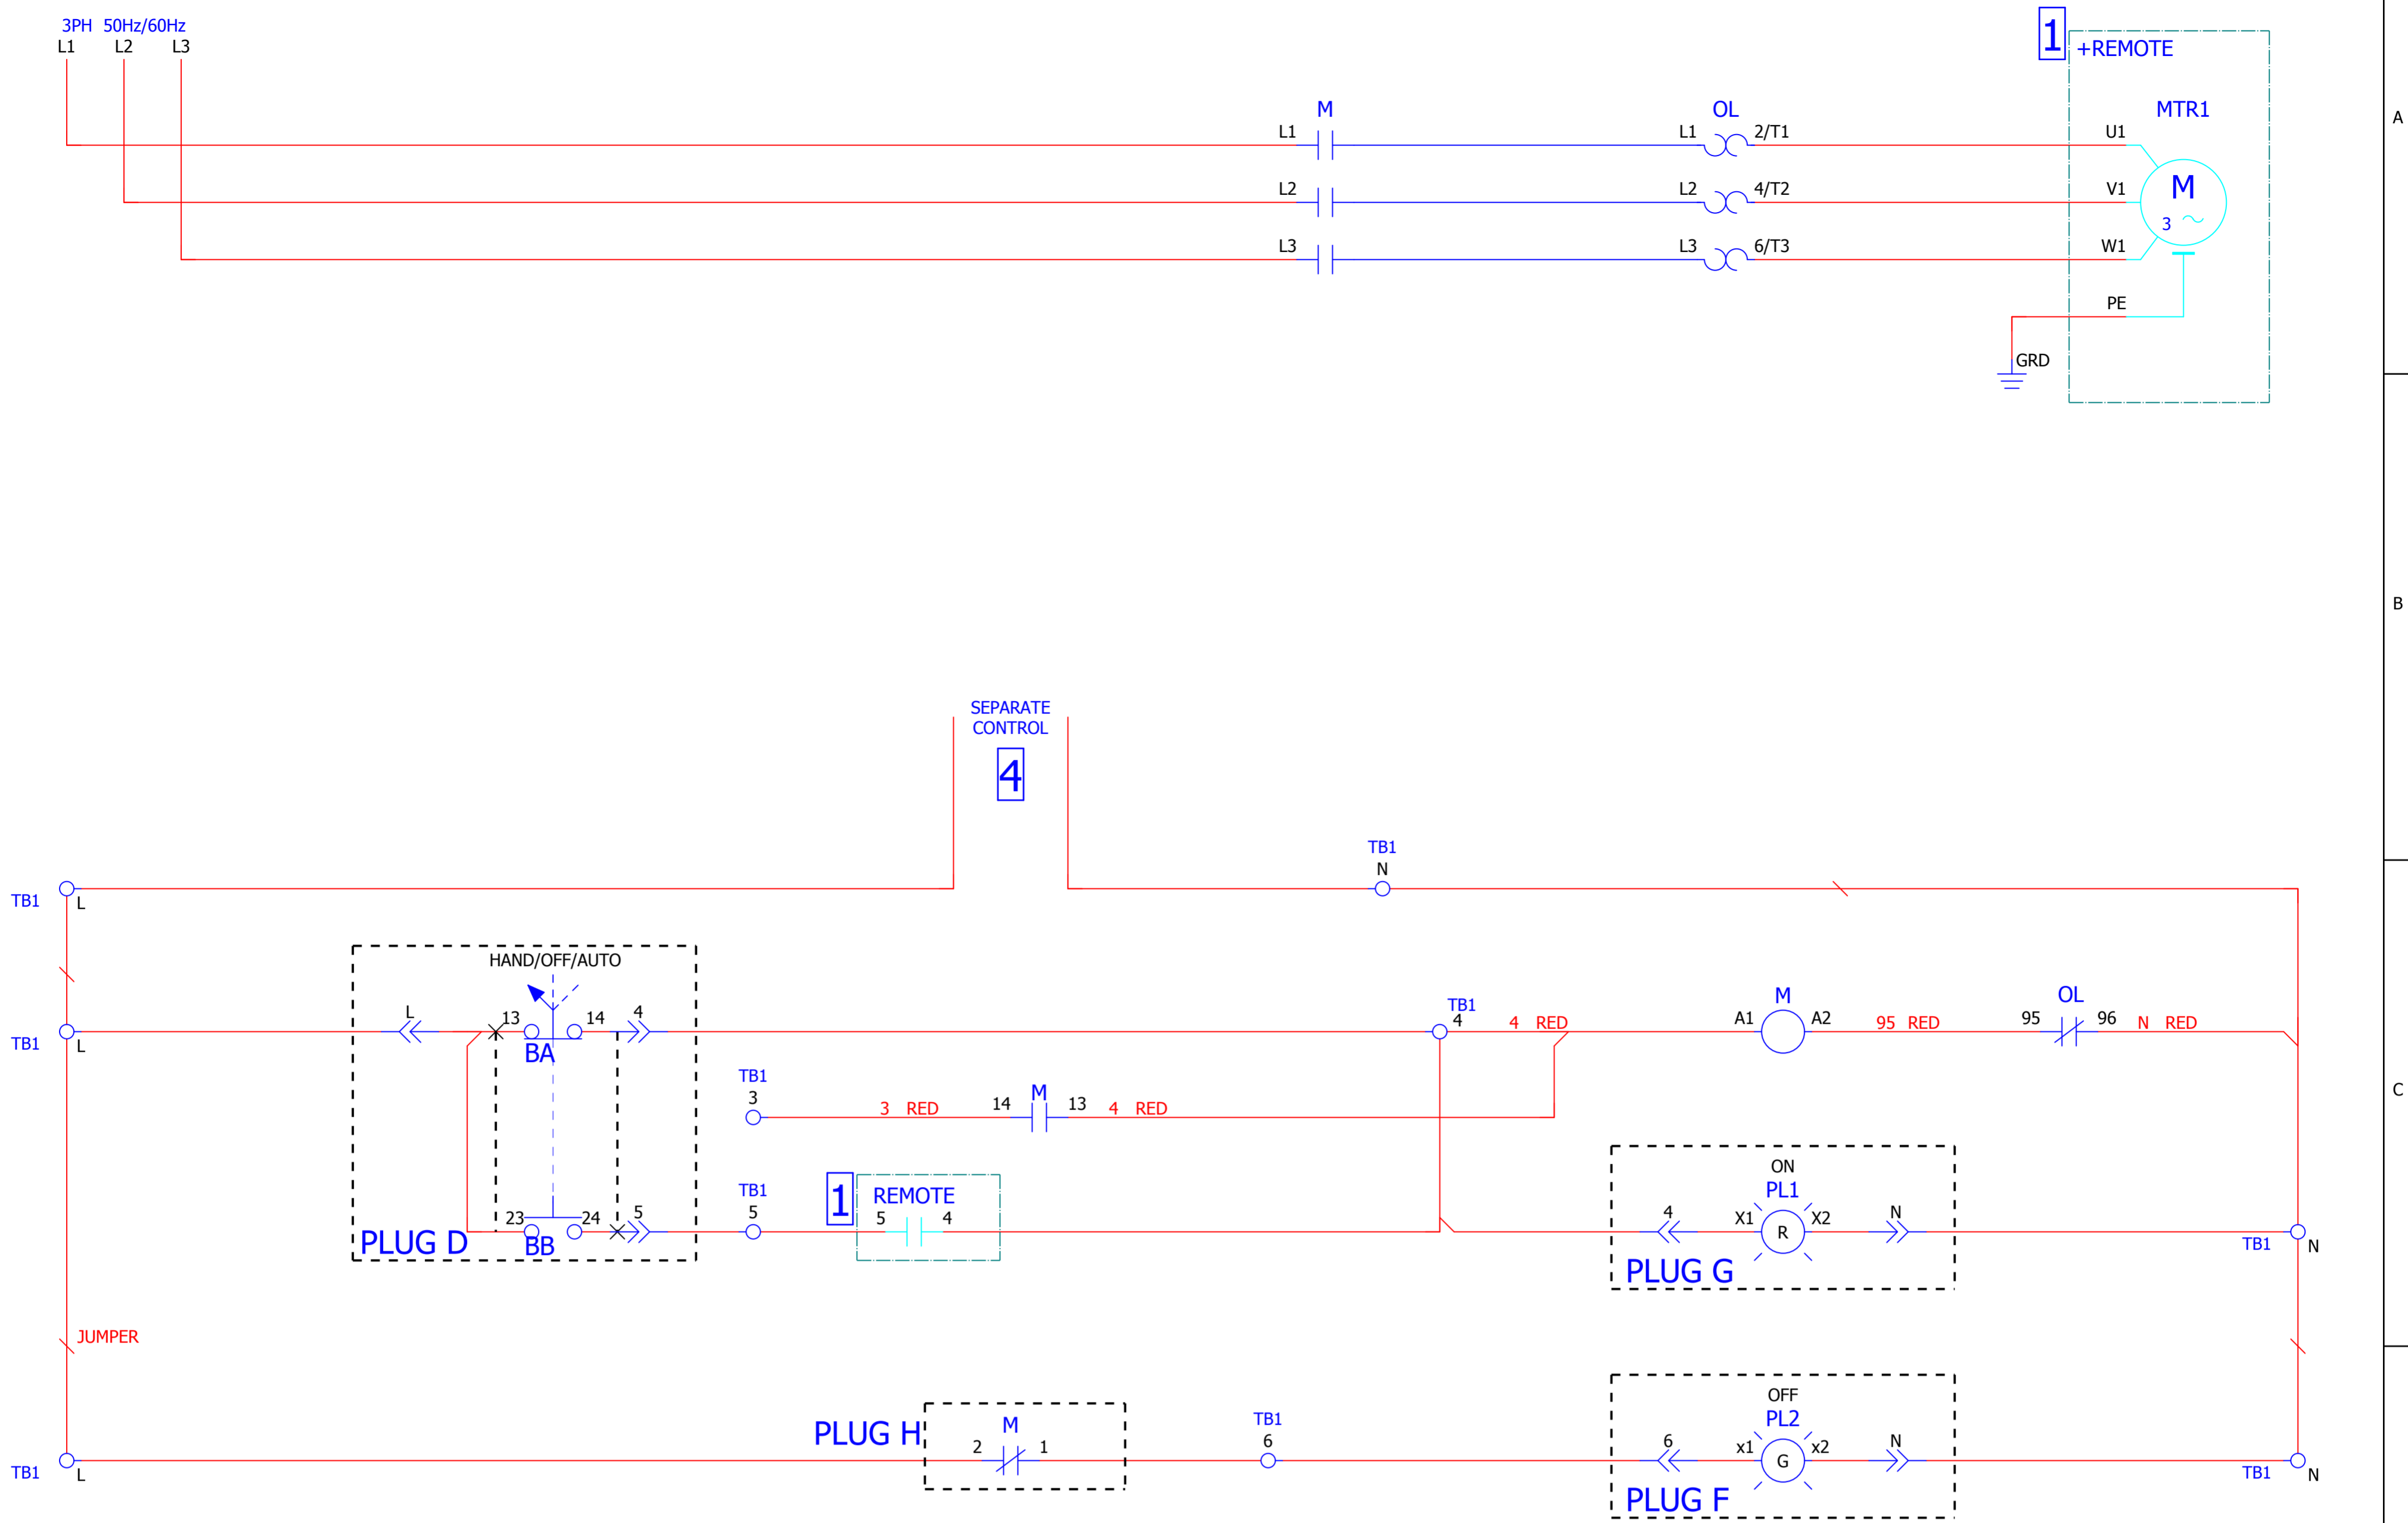 3PH 50Hz/60Hz
L1 L2 L3
1
+REMOTE
M
OL
MTR1
A
L1
L1
2/T1
U1
L2
L2
4/T2
V1
M
3
L3
L3
6/T3
W1
PE
GRD
B
SEPARATE
CONTROL
4
TB1
N
TB1
L
HAND/OFF/AUTO
L
13
14
4
BA
TB1
L
TB1
4
4 RED
M
A1
A2
95 RED
OL
95
96
N RED
TB1
3
3 RED
14
M
13
4 RED
C
23
24
5
BB
PLUG D
TB1
5
1
REMOTE
5
4
ON
PL1
4
X1
R
X2
N
PLUG G
TB1
N
JUMPER
PLUG H
M
2
1
TB1
6
OFF
PL2
6
x1
G
x2
N
PLUG F
TB1
L
TB1
N